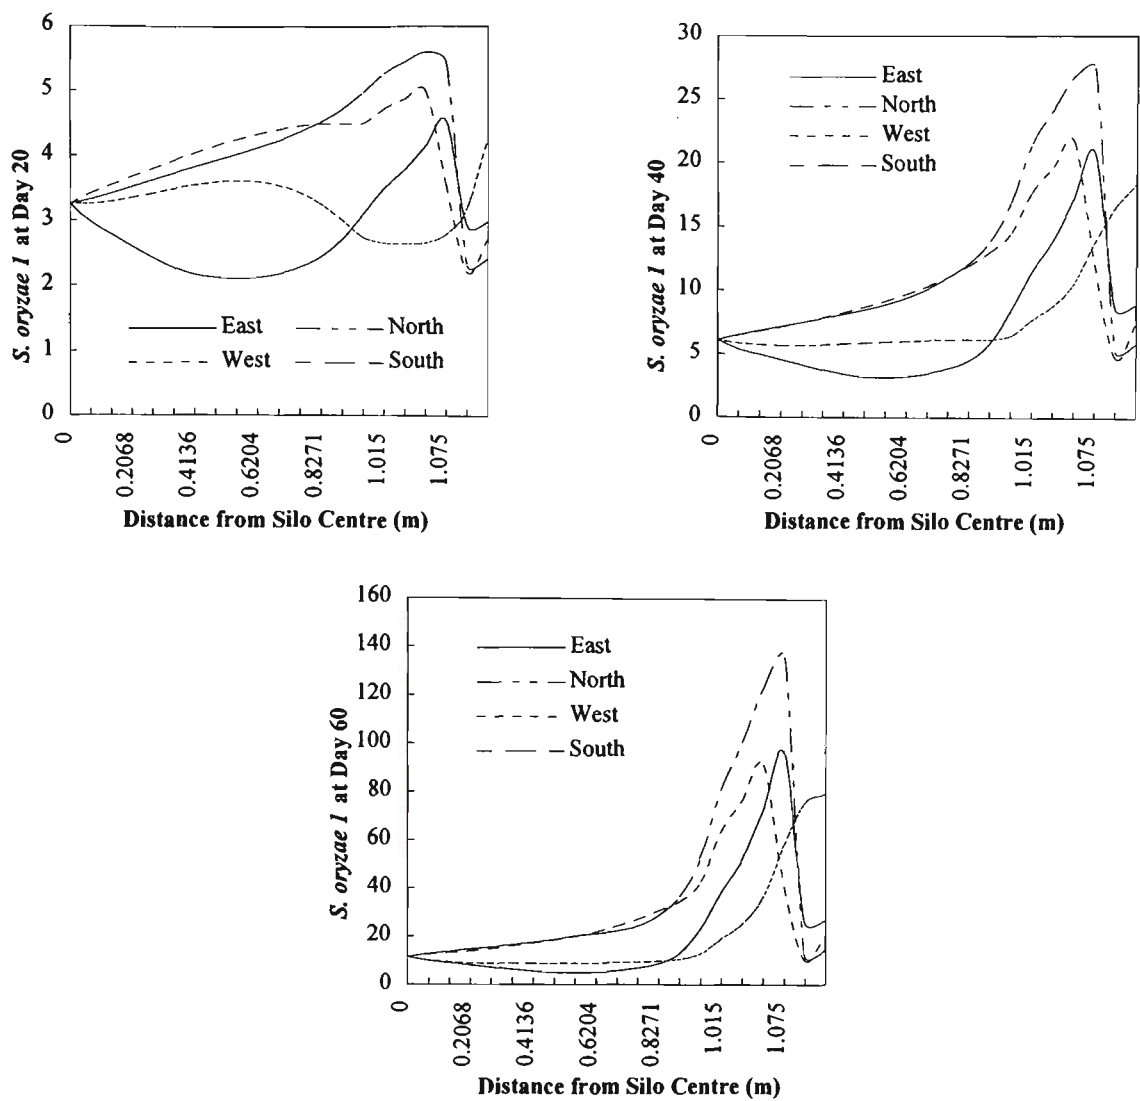 6
5
4
3
2
1
0
S. oryzae 1 at Day 20
East
North
West
South
0
0.2068
0.4136
0.6204
0.8271
1.015
1.075
Distance from Silo Centre (m)
30
25
20
15
10
5
0
S. oryzae 1 at Day 40
East
North
West
South
0
0.2068
0.4136
0.6204
0.8271
1.015
1.075
Distance from Silo Centre (m)
160
140
120
100
80
60
40
20
0
S. oryzae 1 at Day 60
East
North
West
South
0
0.2068
0.4136
0.6204
0.8271
1.015
1.075
Distance from Silo Centre (m)